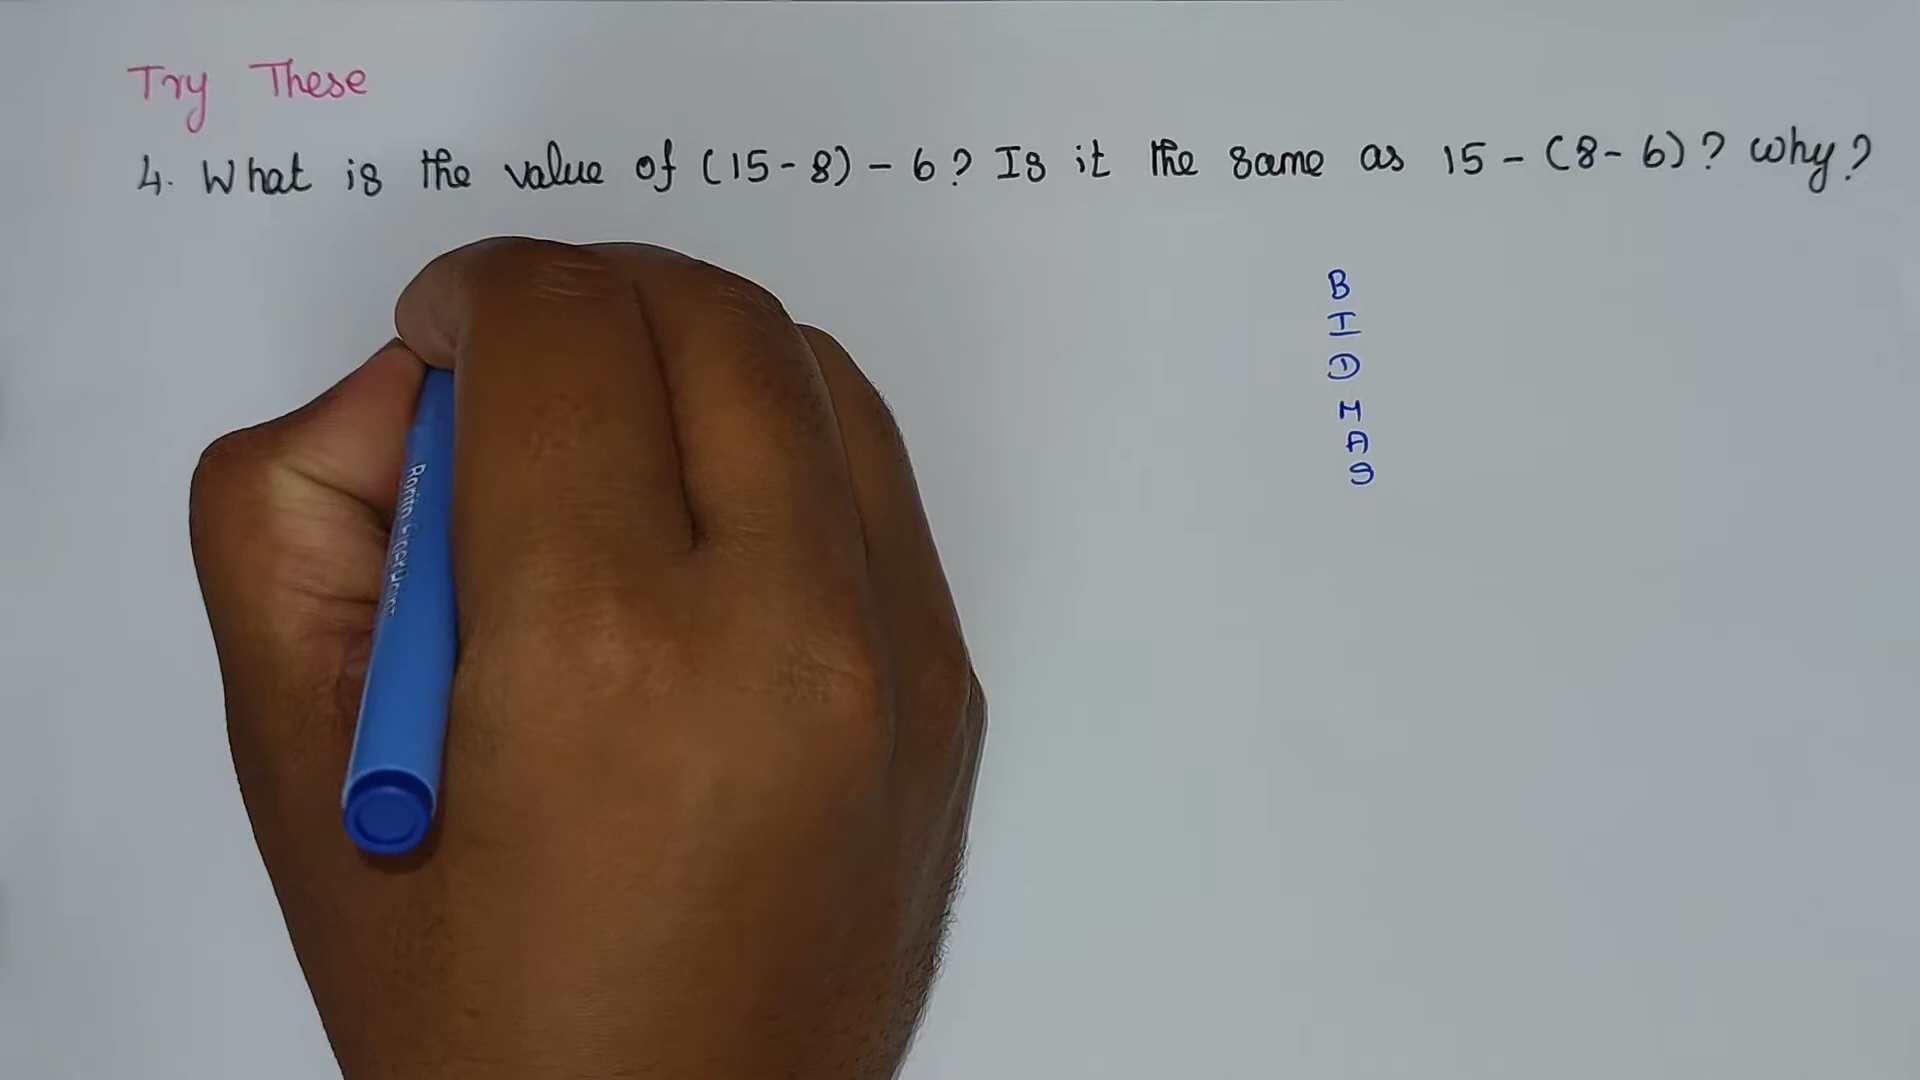 Try These
4. What is the value of (15 - 8) - 6? Is it the same as 15 - (8 - 6)? Why?
B
I
D
M
A
S